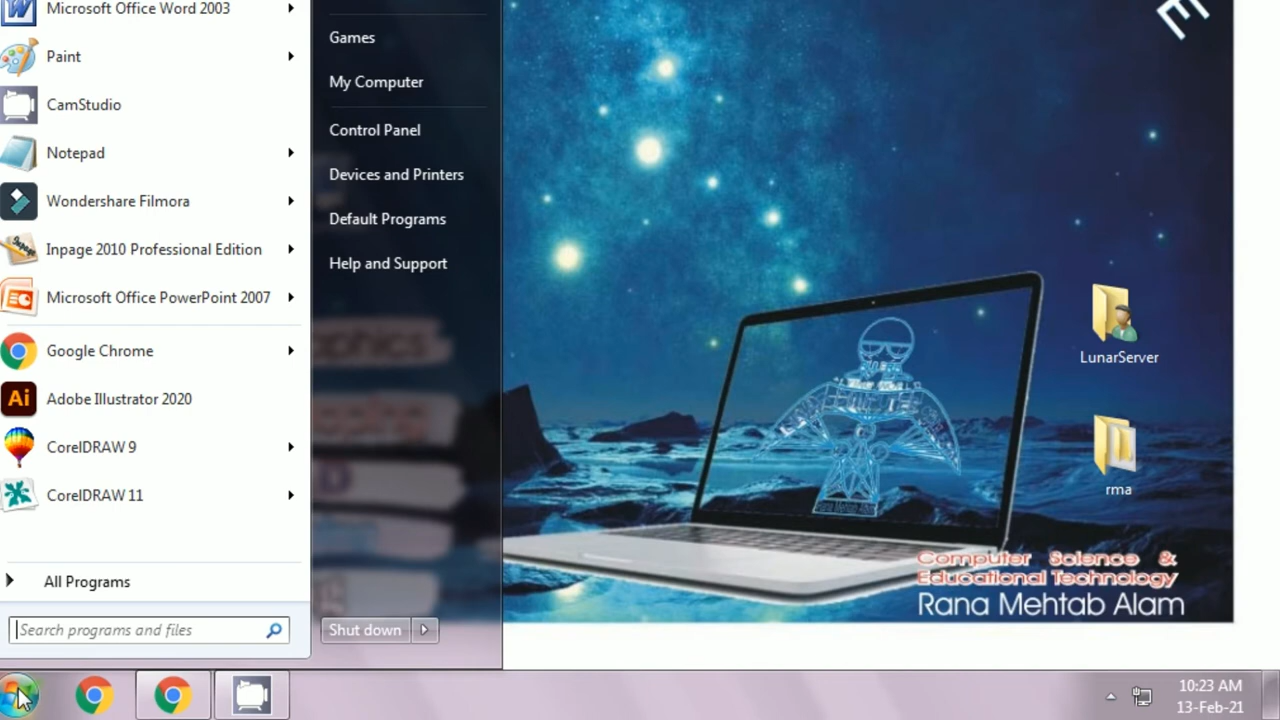 Microsoft Office Word 2003
Paint
CamStudio
Notepad
Wondershare Filmora
Inpage 2010 Professional Edition
Microsoft Office PowerPoint 2007
Google Chrome
Ai Adobe Illustrator 2020
CorelDRAW 9
CorelDRAW 11
All Programs
Search programs and files
Games
My Computer
Control Panel
Devices and Printers
Default Programs
Help and Support
Shut down
LunarServer
rma
Computer Science &
Educational Technology
Rana Mehtab Alam
10:23 AM
13-Feb-21